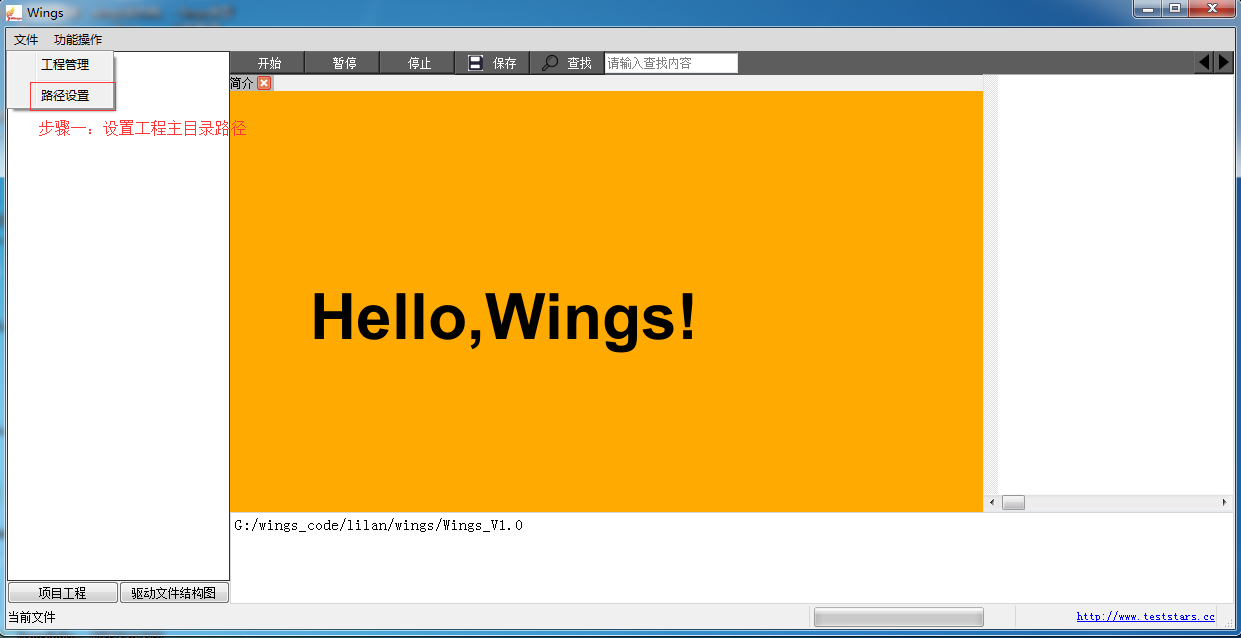 Wings
文件 功能操作
工程管理
路径设置
步骤一：设置工程主目录路径
开始 暂停 停止 保存 查找 请输入查找内容
简介
Hello,Wings!
G:/wings_code/lilan/wings/Wings_V1.0
项目工程 驱动文件结构图
当前文件
http://www.teststars.cc